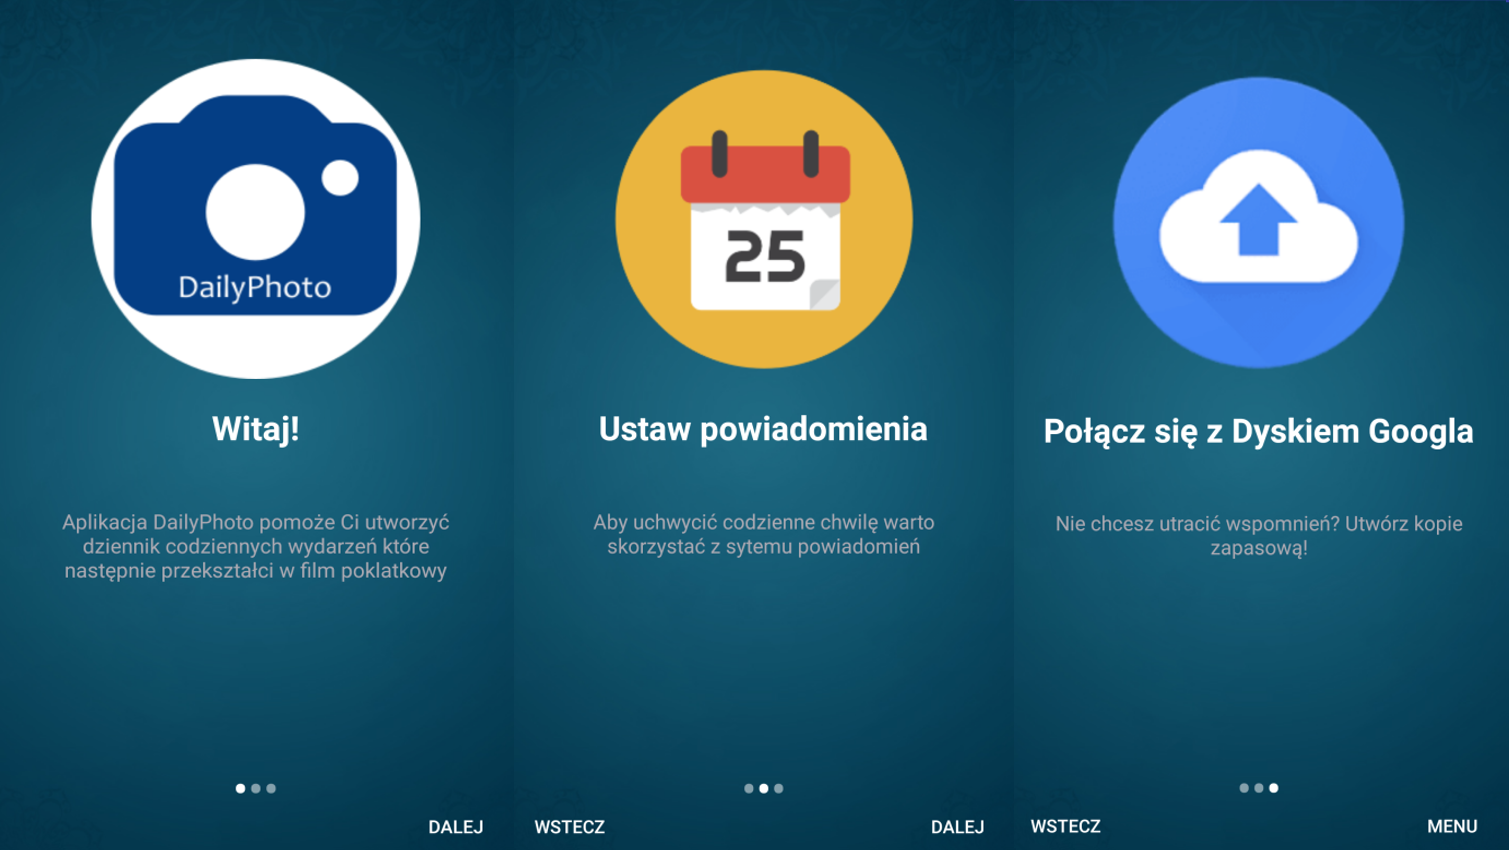 DailyPhoto
Witaj!
Aplikacja DailyPhoto pomoże Ci utworzyć
dziennik codziennych wydarzeń które
następnie przekształci w film poklatkowy
DALEJ
25
Ustaw powiadomienia
Aby uchwycić codzienne chwilę warto
skorzystać z sytemu powiadomień
WSTECZ
DALEJ
Połącz się z Dyskiem Googla
Nie chcesz utracić wspomnień? Utwórz kopie
zapasową!
WSTECZ
MENU